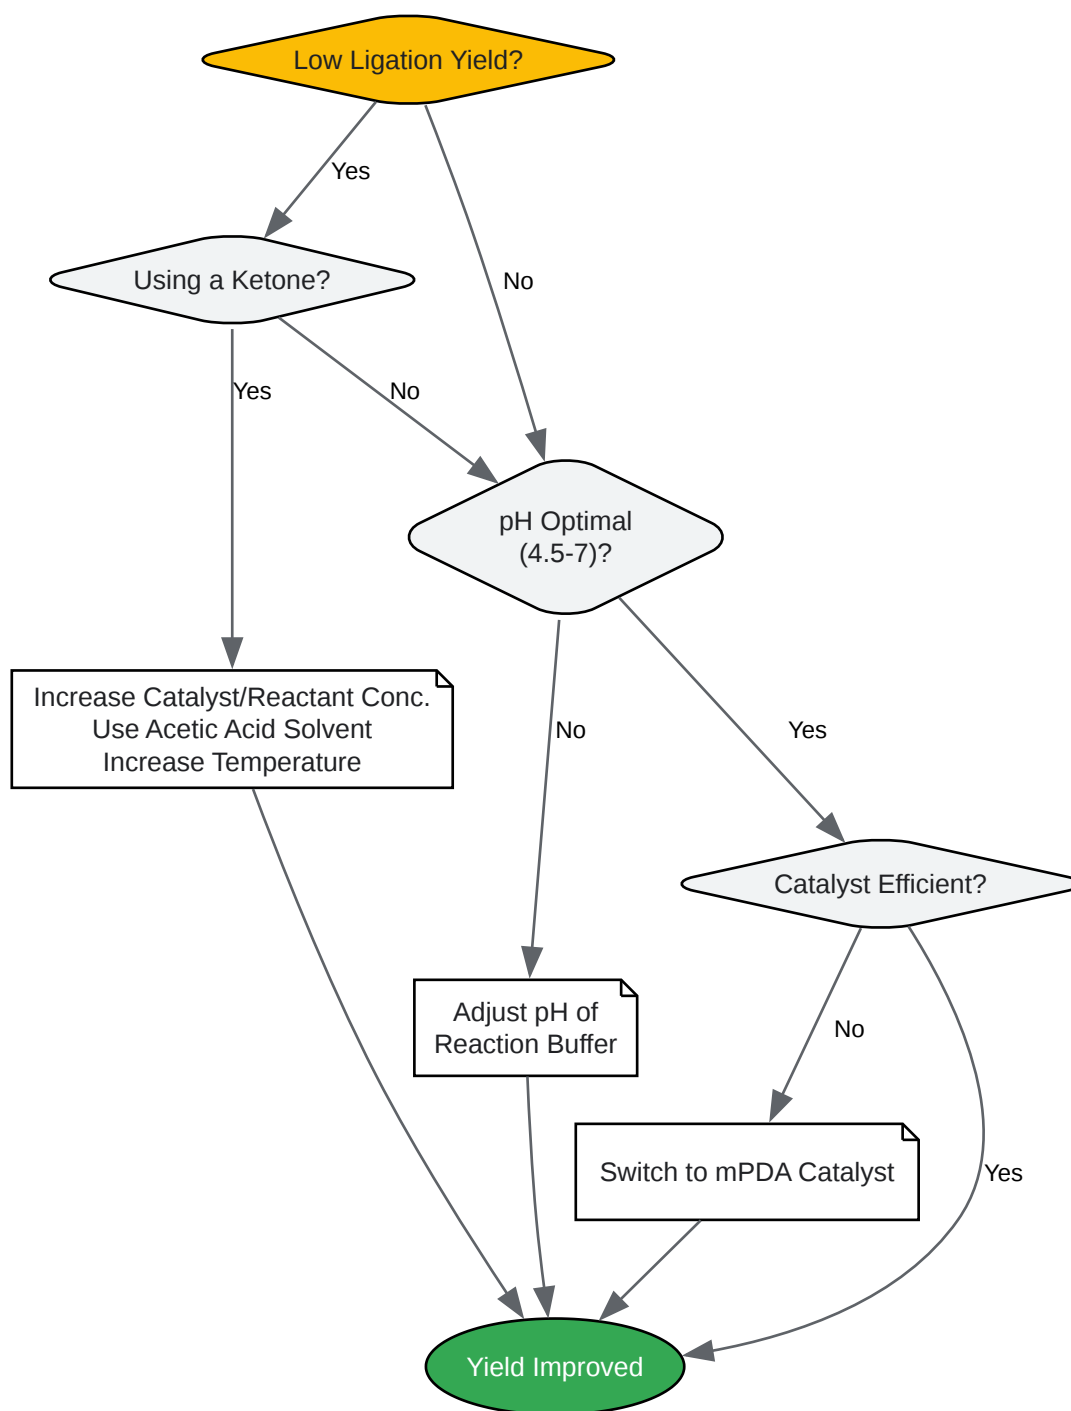 Low Ligation Yield?
Yes
Using a Ketone?
No
Yes
No
pH Optimal
(4.5-7)?
Increase Catalyst/Reactant Conc.
Use Acetic Acid Solvent
Increase Temperature
No
Yes
Catalyst Efficient?
Adjust pH of
Reaction Buffer
No
Switch to mPDA Catalyst
Yes
Yield Improved